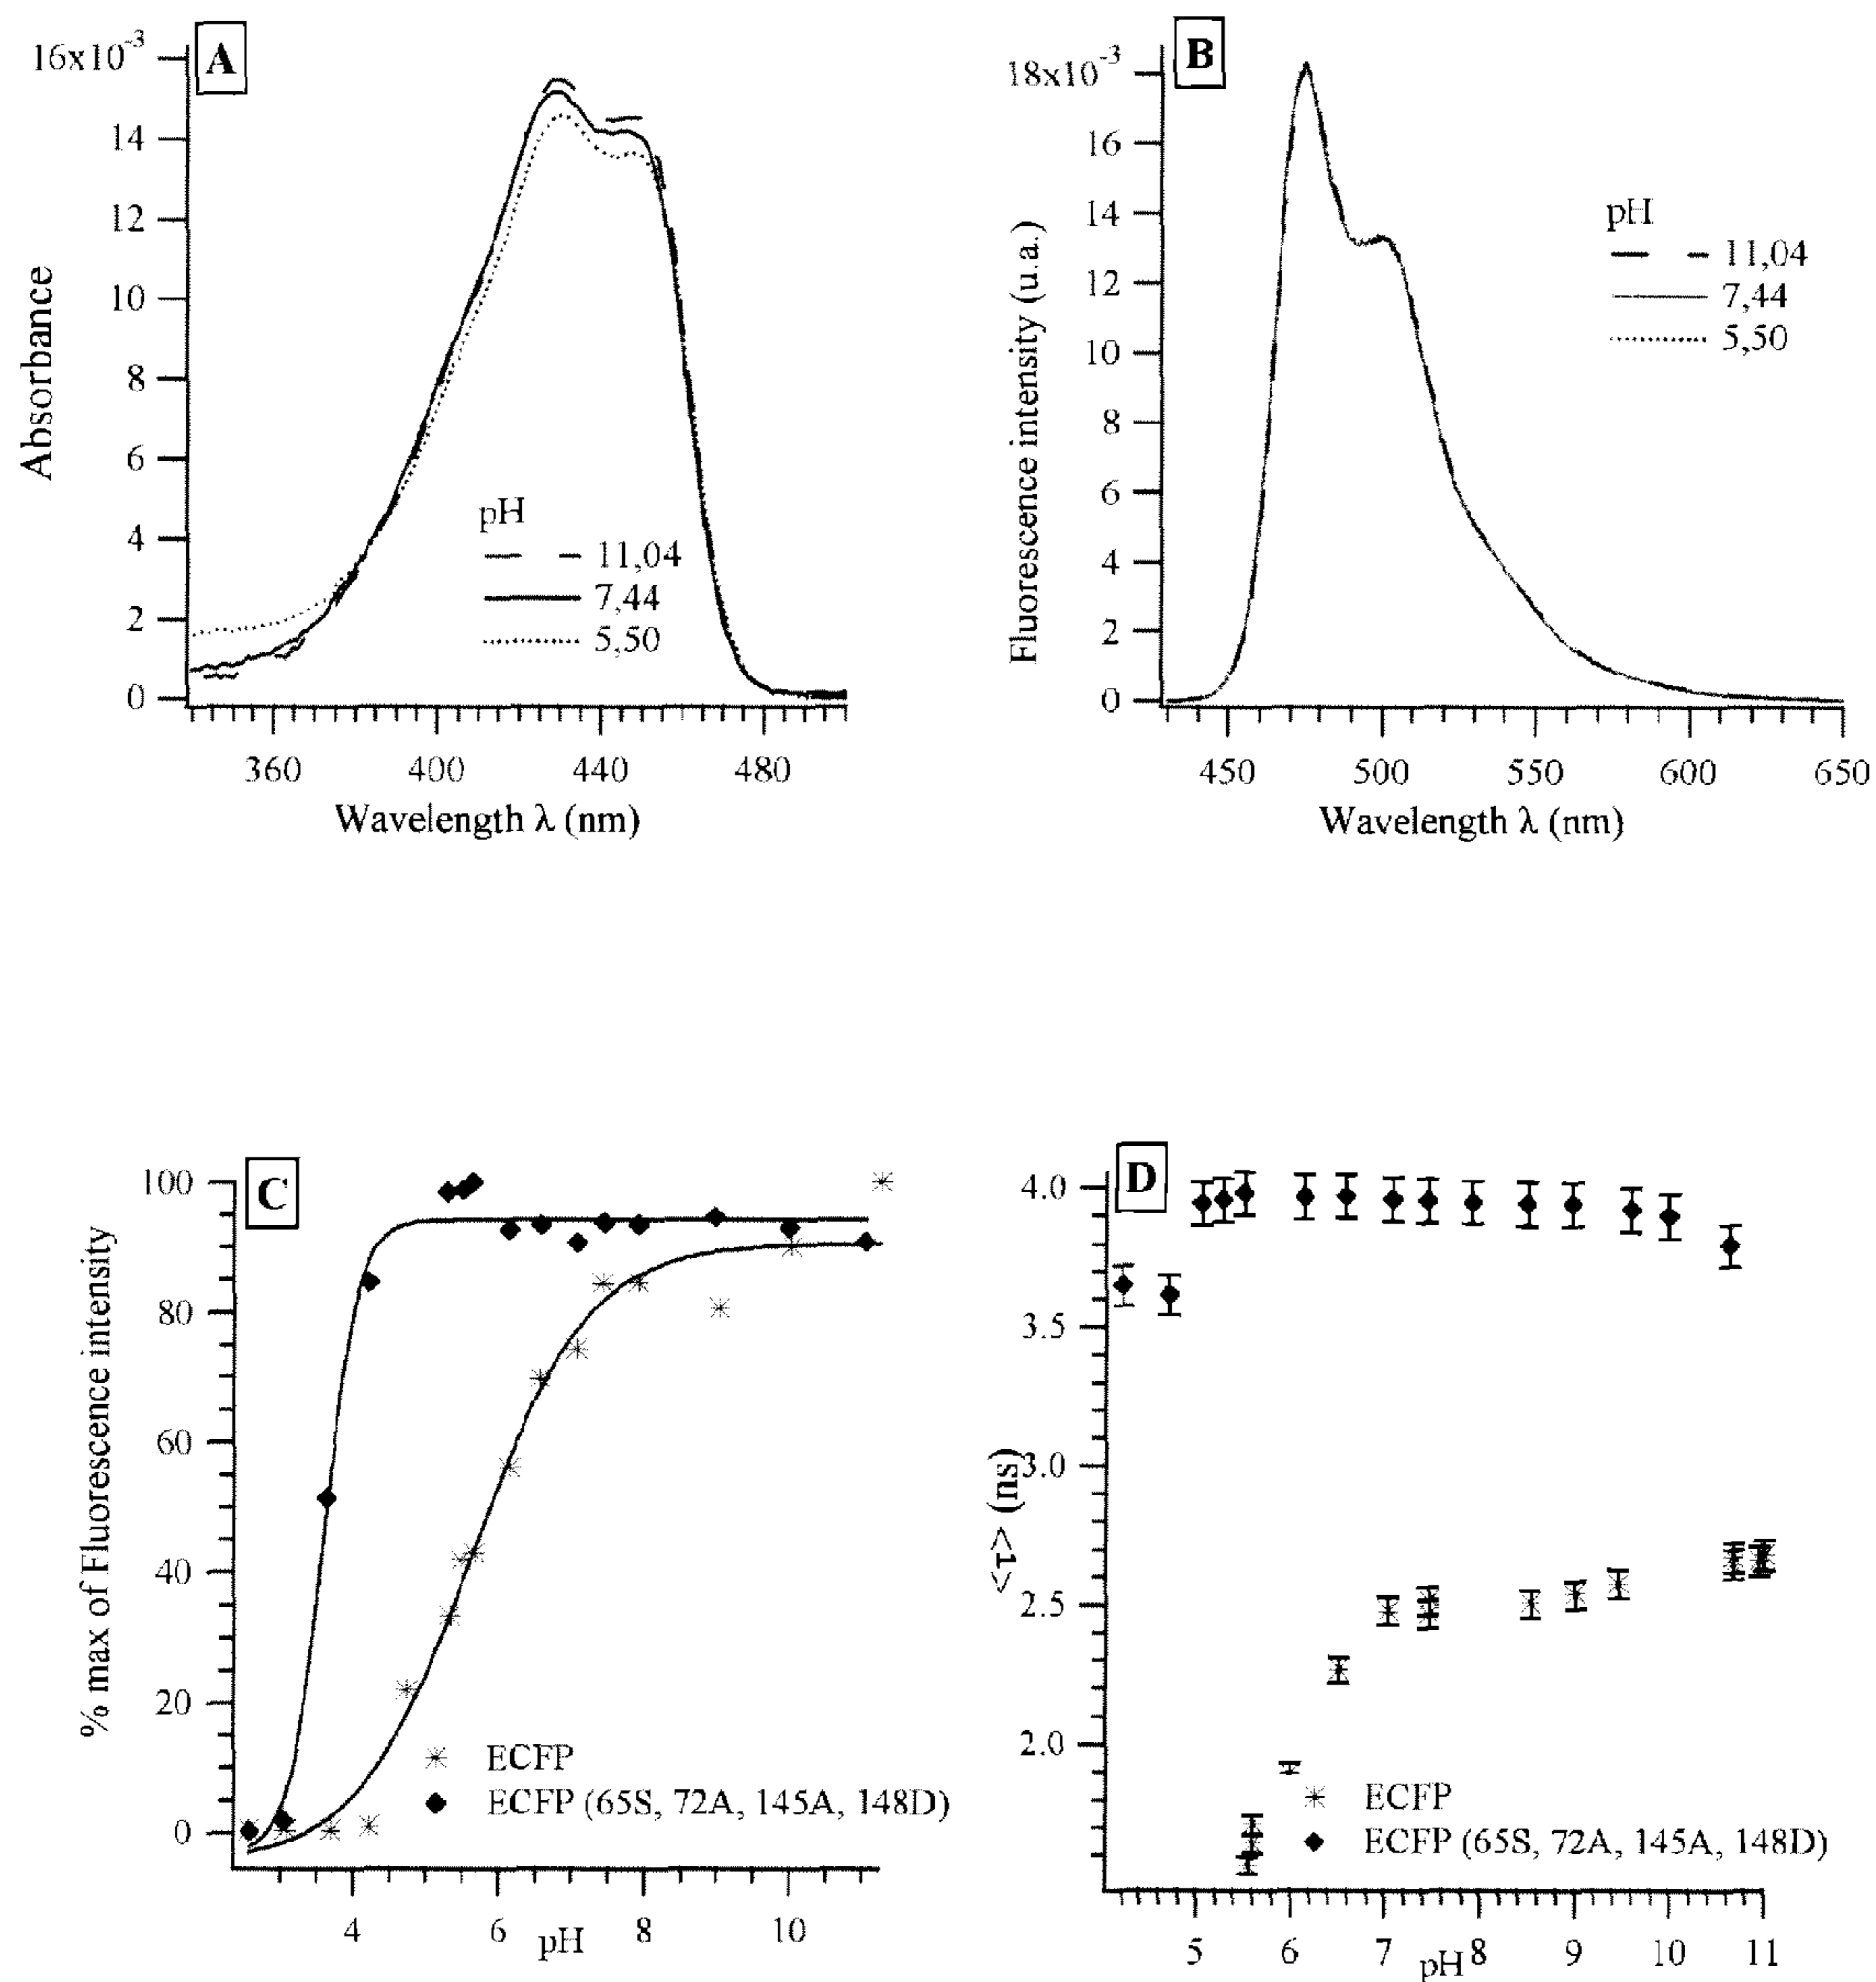 A
16x10-3
14
12
10
8
6
4
2
0
Absorbance
pH
11,04
7,44
5,50
360 400 440 480
Wavelength λ (nm)
B
18x10-3
16
14
12
10
8
6
4
2
0
Fluorescence intensity (u.a.)
pH
11,04
7,44
5,50
450 500 550 600 650
Wavelength λ (nm)
C
100
80
60
40
20
0
% max of Fluorescence intensity
ECFP
ECFP (65S, 72A, 145A, 148D)
4 6 8 10
pH
D
4.0
3.5
3.0
2.5
2.0
<τ> (ns)
ECFP
ECFP (65S, 72A, 145A, 148D)
5 6 7 8 9 10 11
pH